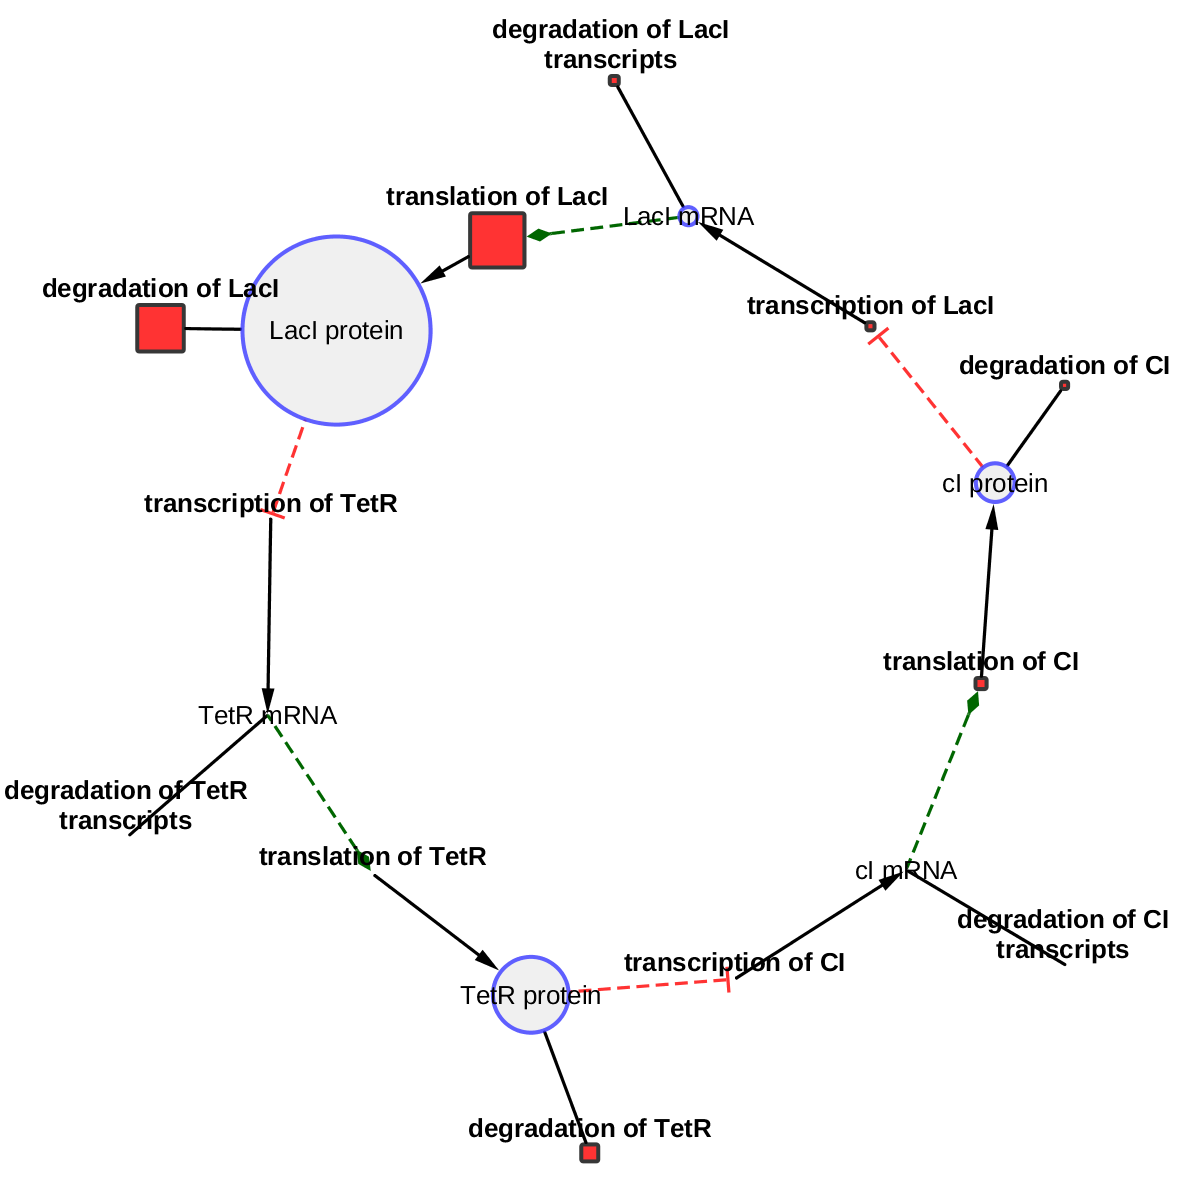 degradation of LacI
transcripts
translation of LacI
LacI mRNA
degradation of LacI
transcription of LacI
LacI protein
degradation of CI
cI protein
transcription of TetR
translation of CI
TetR mRNA
degradation of TetR
transcripts
translation of TetR
cI mRNA
degradation of CI
transcripts
transcription of CI
TetR protein
degradation of TetR